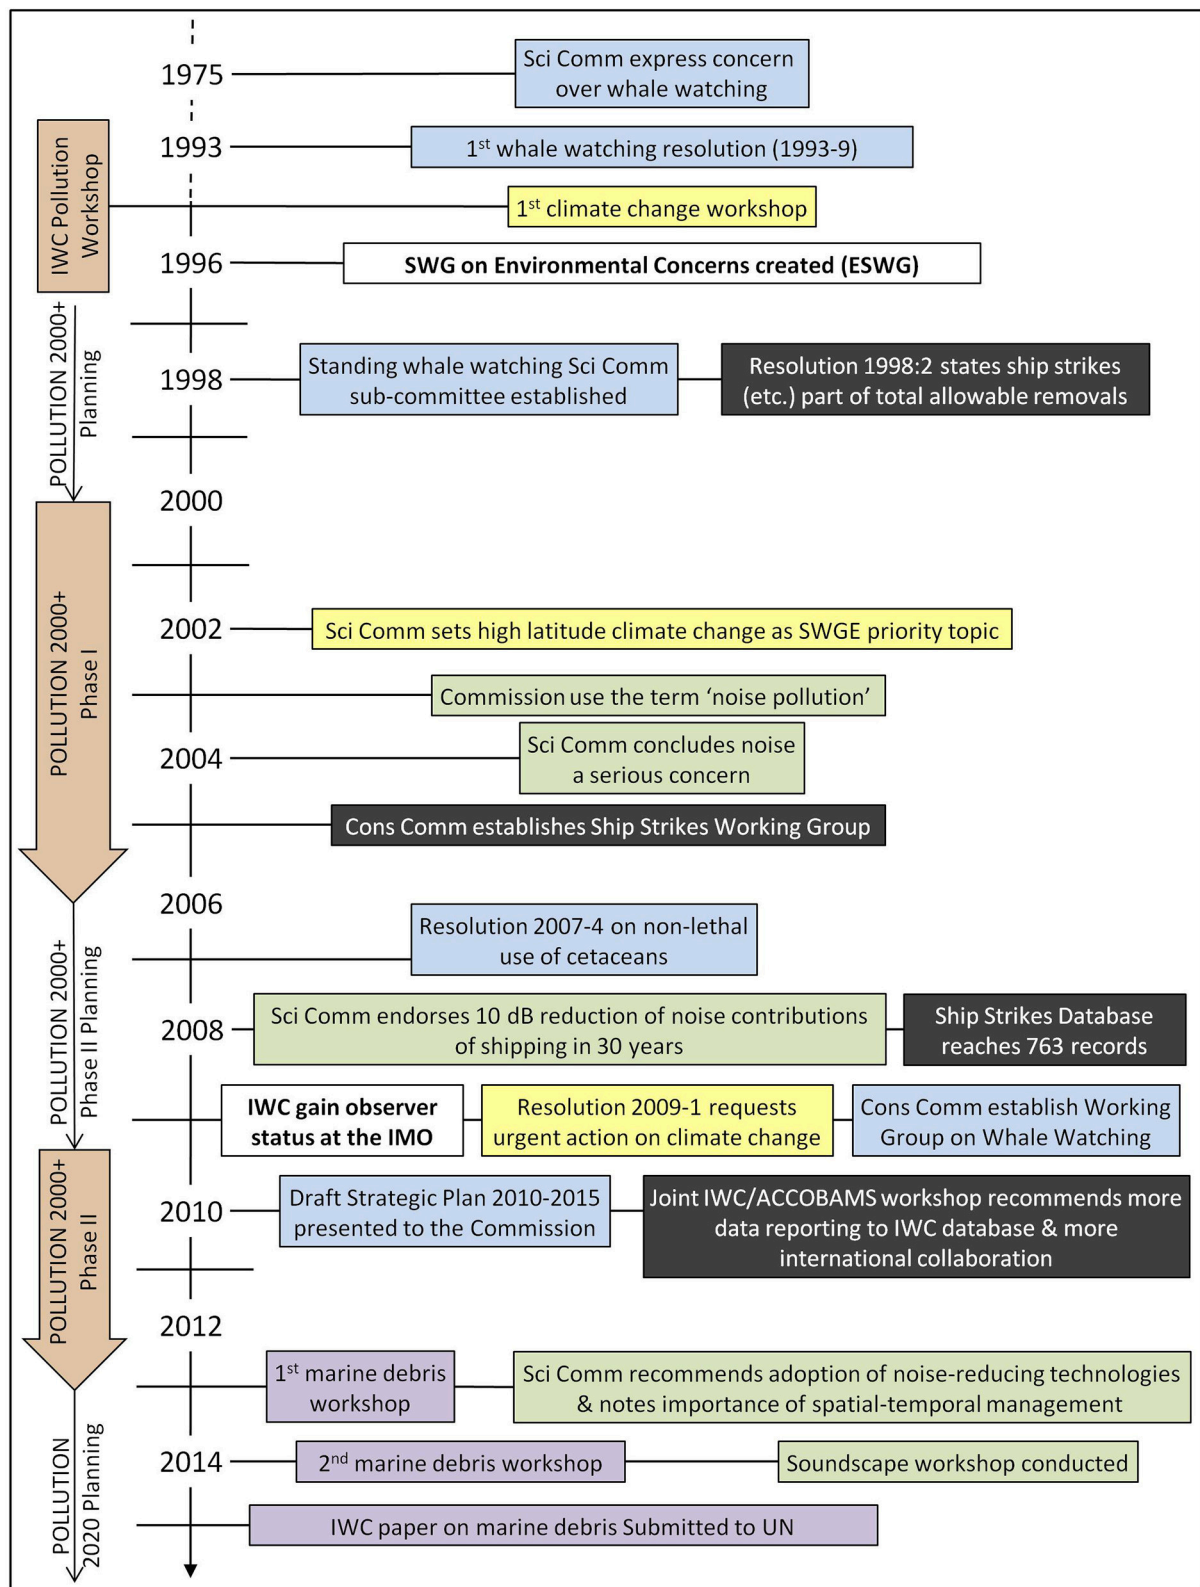 1975
Sci Comm express concern
over whale watching
1993
1st whale watching resolution (1993-9)
IWC Pollution
Workshop
1st climate change workshop
1996
SWG on Environmental Concerns created (ESWG)
POLLUTION 2000+
Planning
1998
Standing whale watching Sci Comm
sub-committee established
Resolution 1998:2 states ship strikes
(etc.) part of total allowable removals
2000
POLLUTION 2000+
Phase I
2002
Sci Comm sets high latitude climate change as SWGE priority topic
Commission use the term ‘noise pollution’
2004
Sci Comm concludes noise
a serious concern
Cons Comm establishes Ship Strikes Working Group
2006
Resolution 2007-4 on non-lethal
use of cetaceans
POLLUTION 2000+
Phase II Planning
2008
Sci Comm endorses 10 dB reduction of noise contributions
of shipping in 30 years
Ship Strikes Database
reaches 763 records
IWC gain observer
status at the IMO
Resolution 2009-1 requests
urgent action on climate change
Cons Comm establish Working
Group on Whale Watching
POLLUTION 2000+
Phase II
2010
Draft Strategic Plan 2010-2015
presented to the Commission
Joint IWC/ACCOBAMS workshop recommends more
data reporting to IWC database & more
international collaboration
2012
1st marine debris
workshop
Sci Comm recommends adoption of noise-reducing technologies
& notes importance of spatial-temporal management
POLLUTION
2020 Planning
2014
2nd marine debris workshop
Soundscape workshop conducted
IWC paper on marine debris Submitted to UN